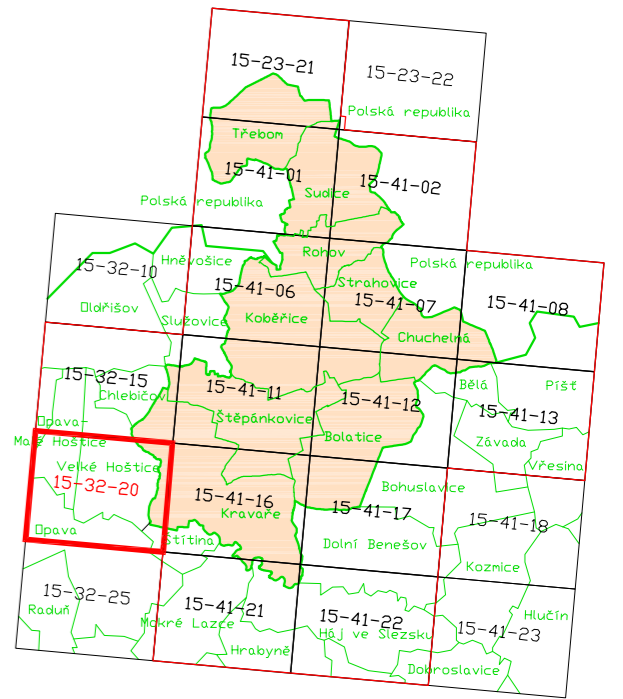 15-23-21
15-23-22
Polská republika
Třebom
15-41-01
15-41-02
Sudice
Polská republika
Rohov
Hněvošice
Polská republika
15-32-10
15-41-06
Strahovice
15-41-07
15-41-08
▯ldřišov
Služovice
Kobeřice
Chuchelná
15-32-15
15-41-11
Bělá
Píšť
Chlebičov
15-41-12
15-41-13
▯pava-
Štěpánkovice
Malé Hoštice
Bolatice
Závada
Velké Hoštice
Vřesina
15-32-20
Bohuslavice
15-41-16
15-41-17
Kravaře
15-41-18
▯pava
Štítina
Dolní Benešov
Kozmice
15-32-25
15-41-21
Raduň
15-41-22
Hlučín
Mokré Lazce
Háj ve Slezsku
15-41-23
Hrabyně
Dobroslavice